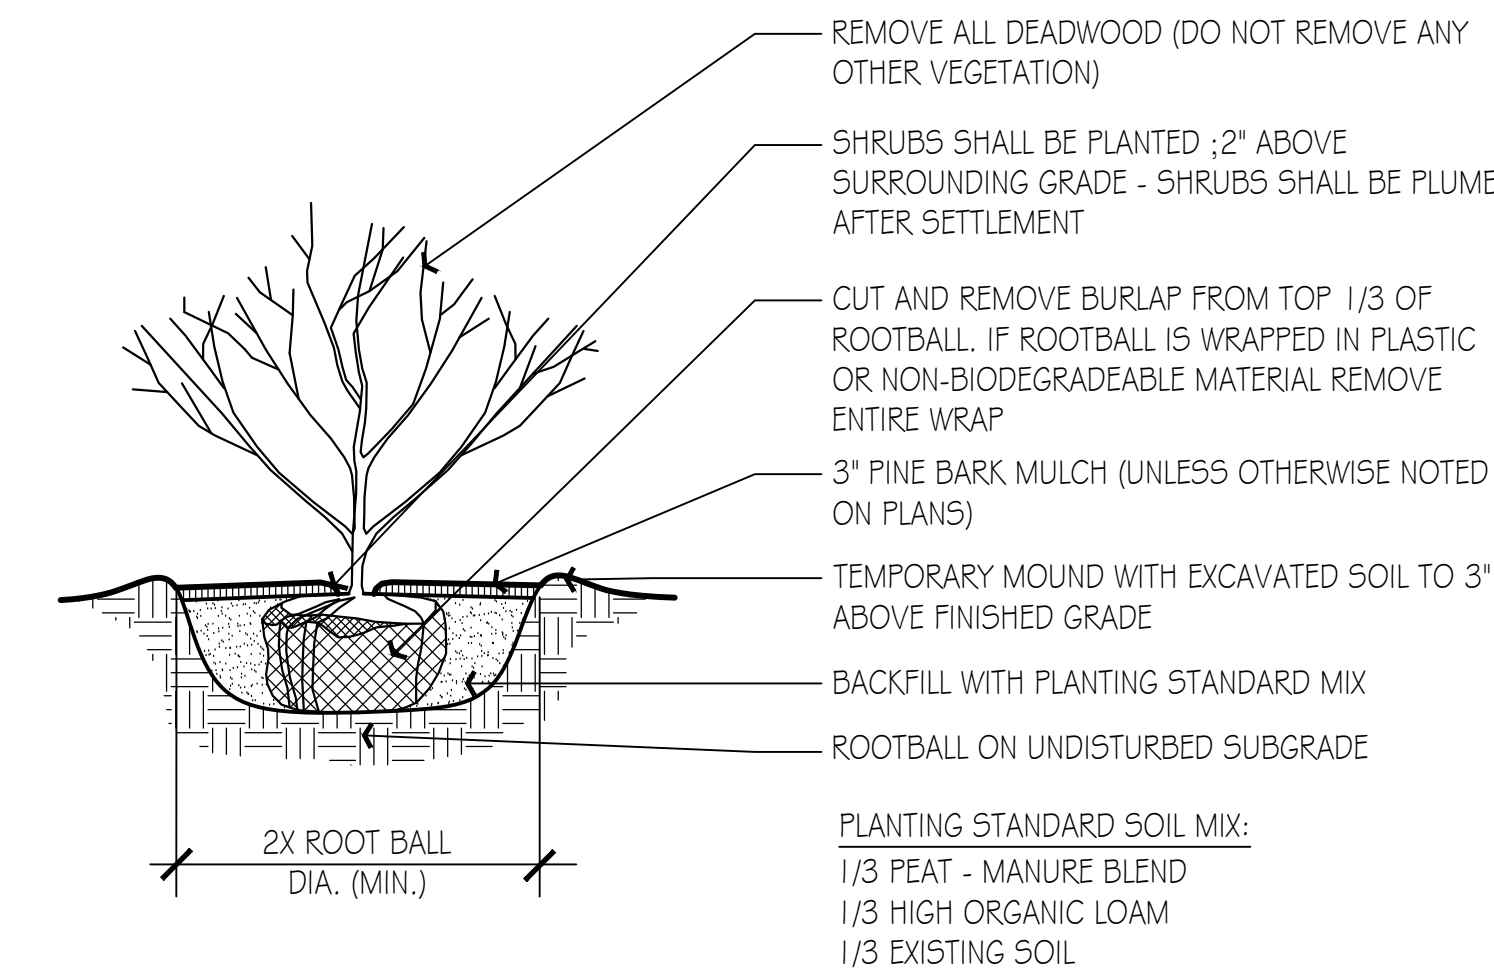 REMOVE ALL DEADWOOD (DO NOT REMOVE ANY
OTHER VEGETATION)
SHRUBS SHALL BE PLANTED ;2" ABOVE
SURROUNDING GRADE - SHRUBS SHALL BE PLUME
AFTER SETTLEMENT
CUT AND REMOVE BURLAP FROM TOP 1/3 OF
ROOTBALL. IF ROOTBALL IS WRAPPED IN PLASTIC
OR NON-BIODEGRADEABLE MATERIAL REMOVE
ENTIRE WRAP
3" PINE BARK MULCH (UNLESS OTHERWISE NOTED
ON PLANS)
TEMPORARY MOUND WITH EXCAVATED SOIL TO 3"
ABOVE FINISHED GRADE
BACKFILL WITH PLANTING STANDARD MIX
ROOTBALL ON UNDISTURBED SUBGRADE
2X ROOT BALL
DIA. (MIN.)
PLANTING STANDARD SOIL MIX:
1/3 PEAT - MANURE BLEND
1/3 HIGH ORGANIC LOAM
1/3 EXISTING SOIL